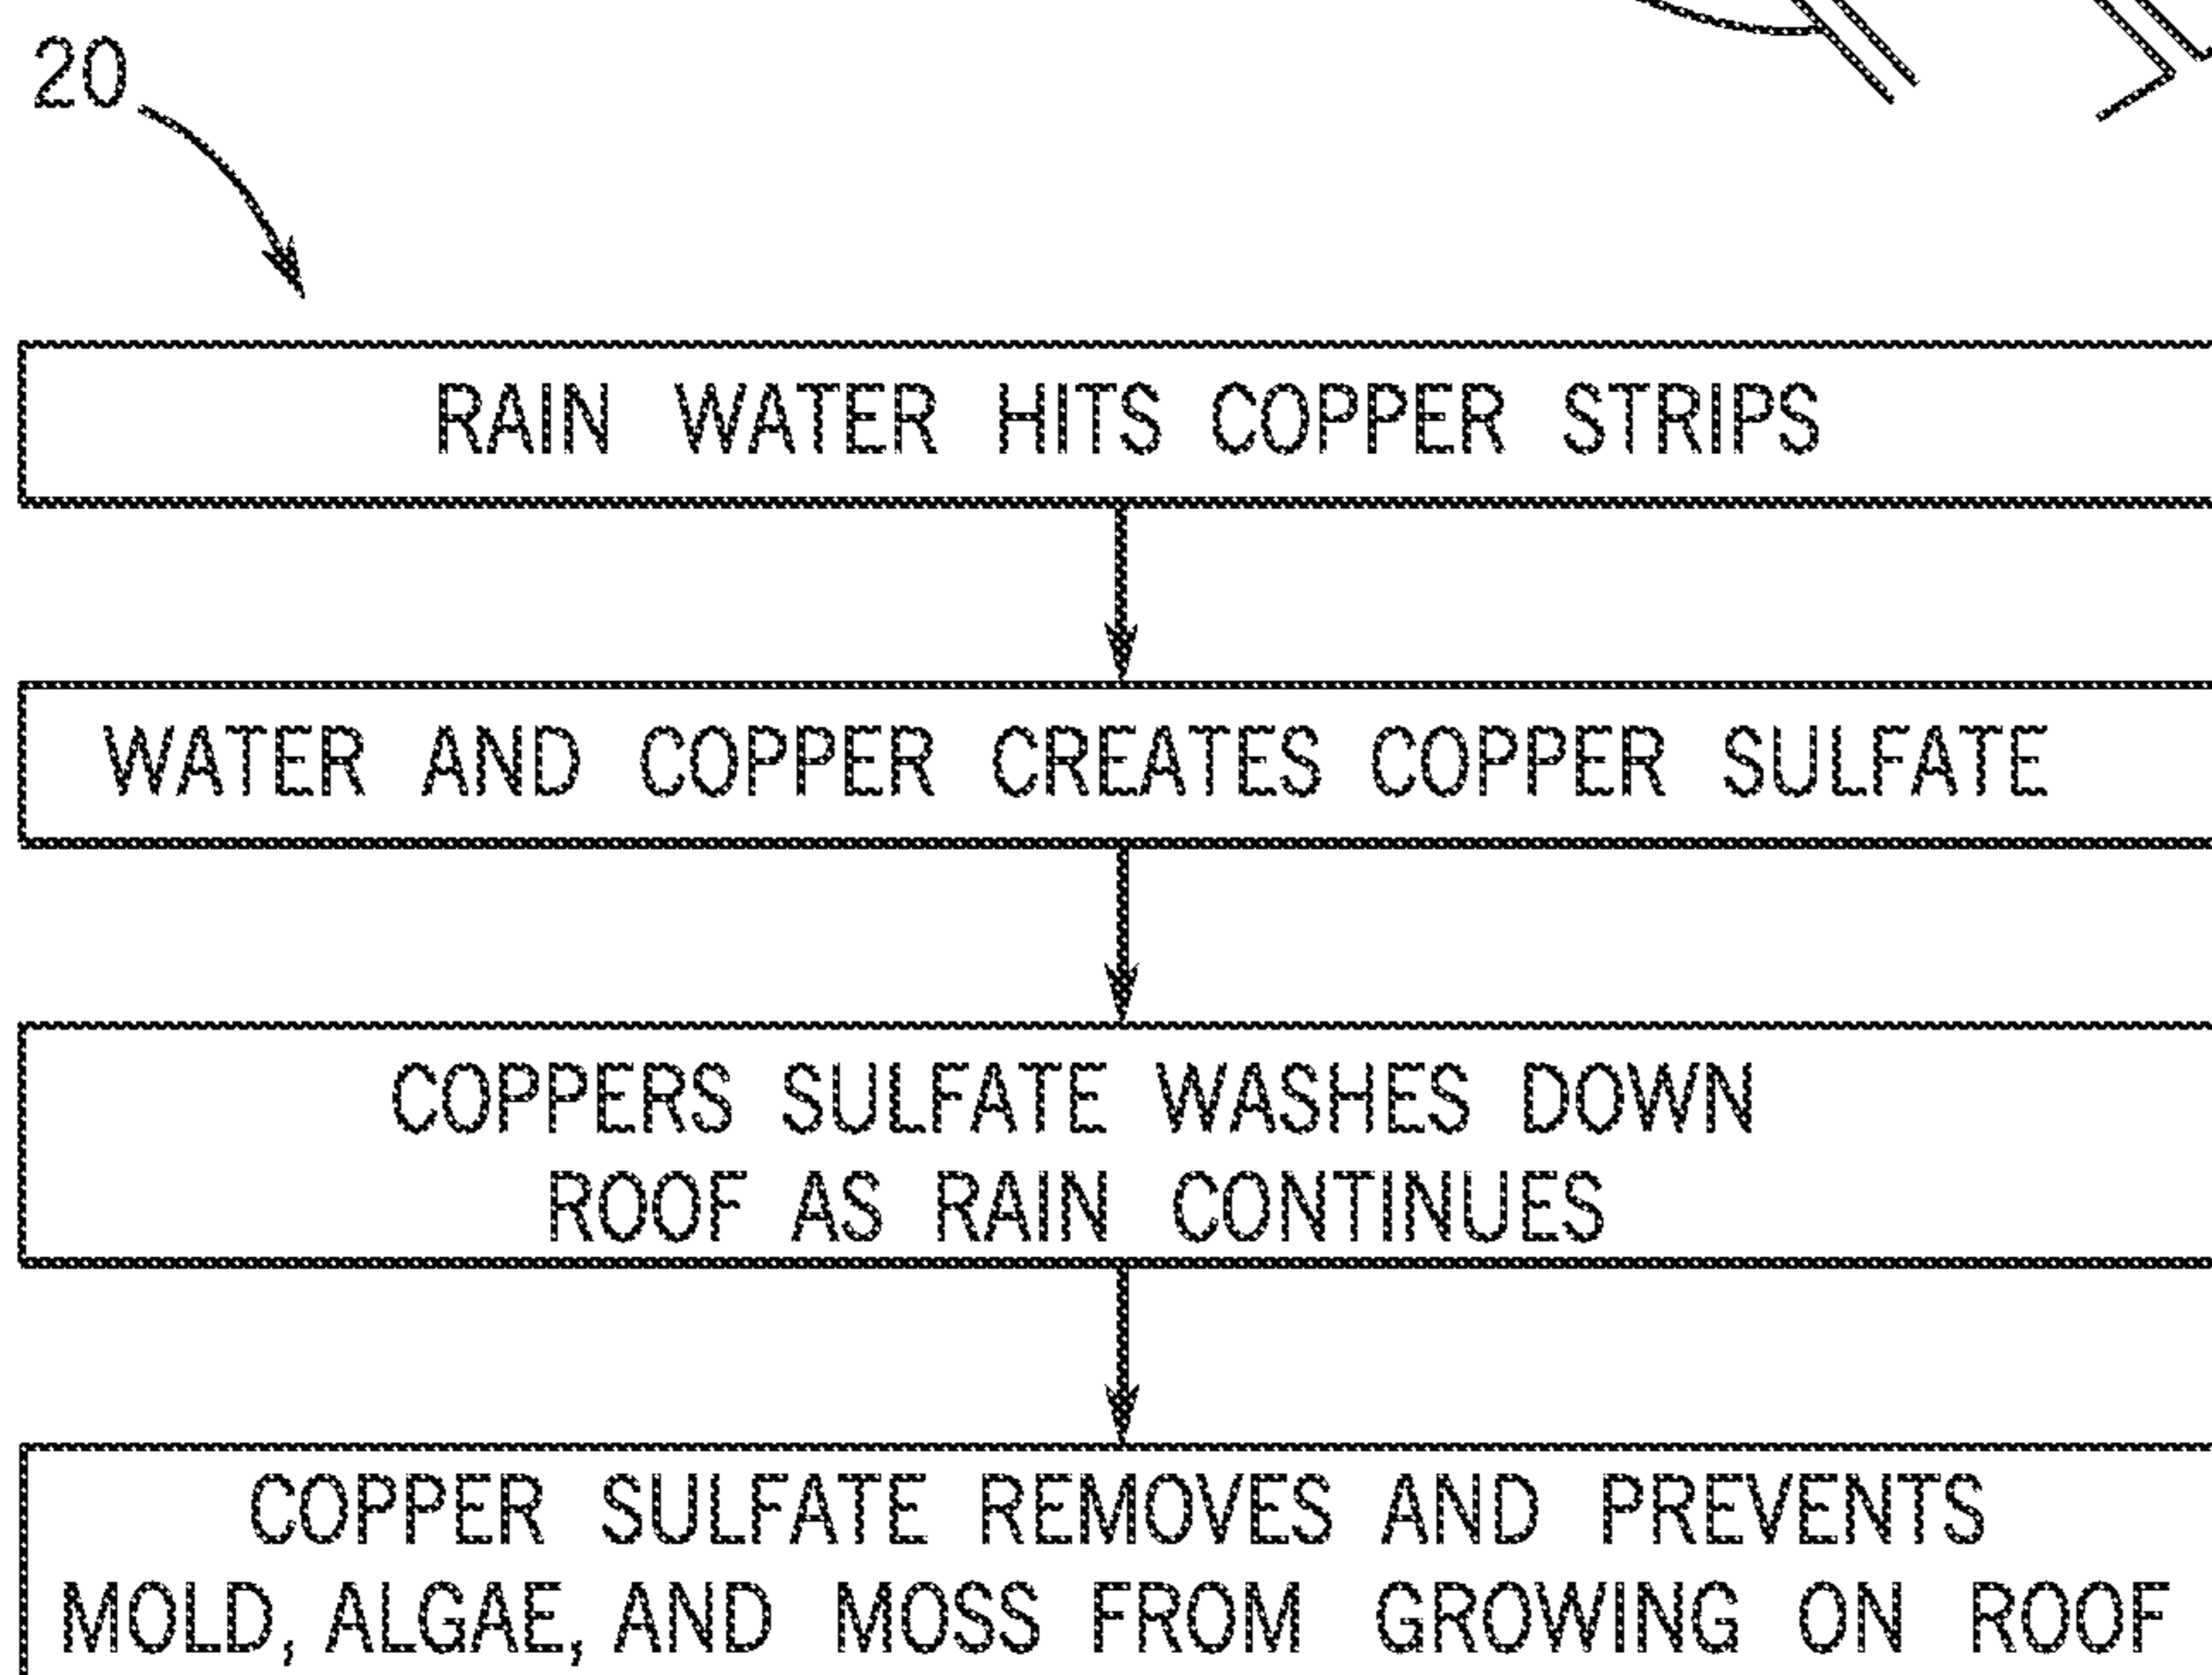 20
RAIN WATER HITS COPPER STRIPS
WATER AND COPPER CREATES COPPER SULFATE
COPPERS SULFATE WASHES DOWN
ROOF AS RAIN CONTINUES
COPPER SULFATE REMOVES AND PREVENTS
MOLD, ALGAE, AND MOSS FROM GROWING ON ROOF